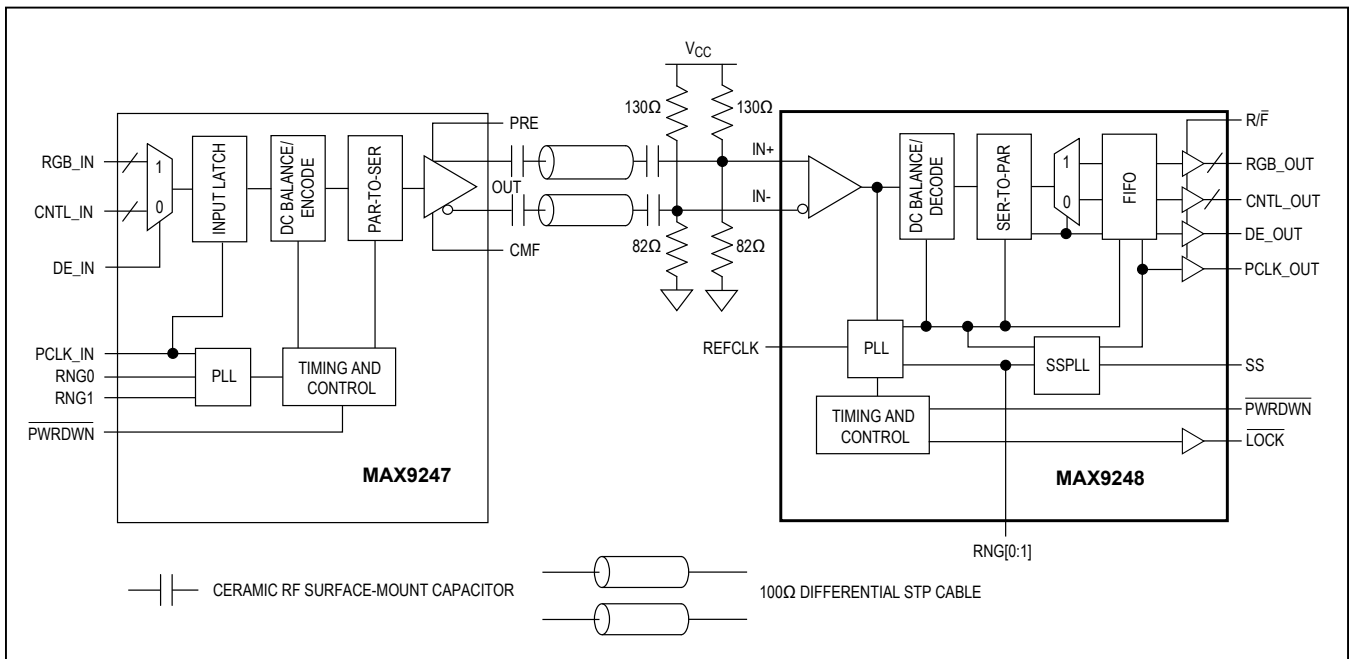 VCC
130Ω
130Ω
PRE
RGB_IN
1
INPUT LATCH
DC BALANCE/
ENCODE
PAR-TO-SER
OUT
CNTL_IN
0
DE_IN
CMF
PCLK_IN
RNG0
RNG1
PLL
TIMING AND
CONTROL
PWRDWN
MAX9247
IN+
IN-
82Ω
82Ω
R/F
DC BALANCE/
DECODE
SER-TO-PAR
1
0
FIFO
RGB_OUT
CNTL_OUT
DE_OUT
PCLK_OUT
REFCLK
PLL
SSPLL
SS
TIMING AND
CONTROL
PWRDWN
LOCK
MAX9248
RNG[0:1]
CERAMIC RF SURFACE-MOUNT CAPACITOR
100Ω DIFFERENTIAL STP CABLE